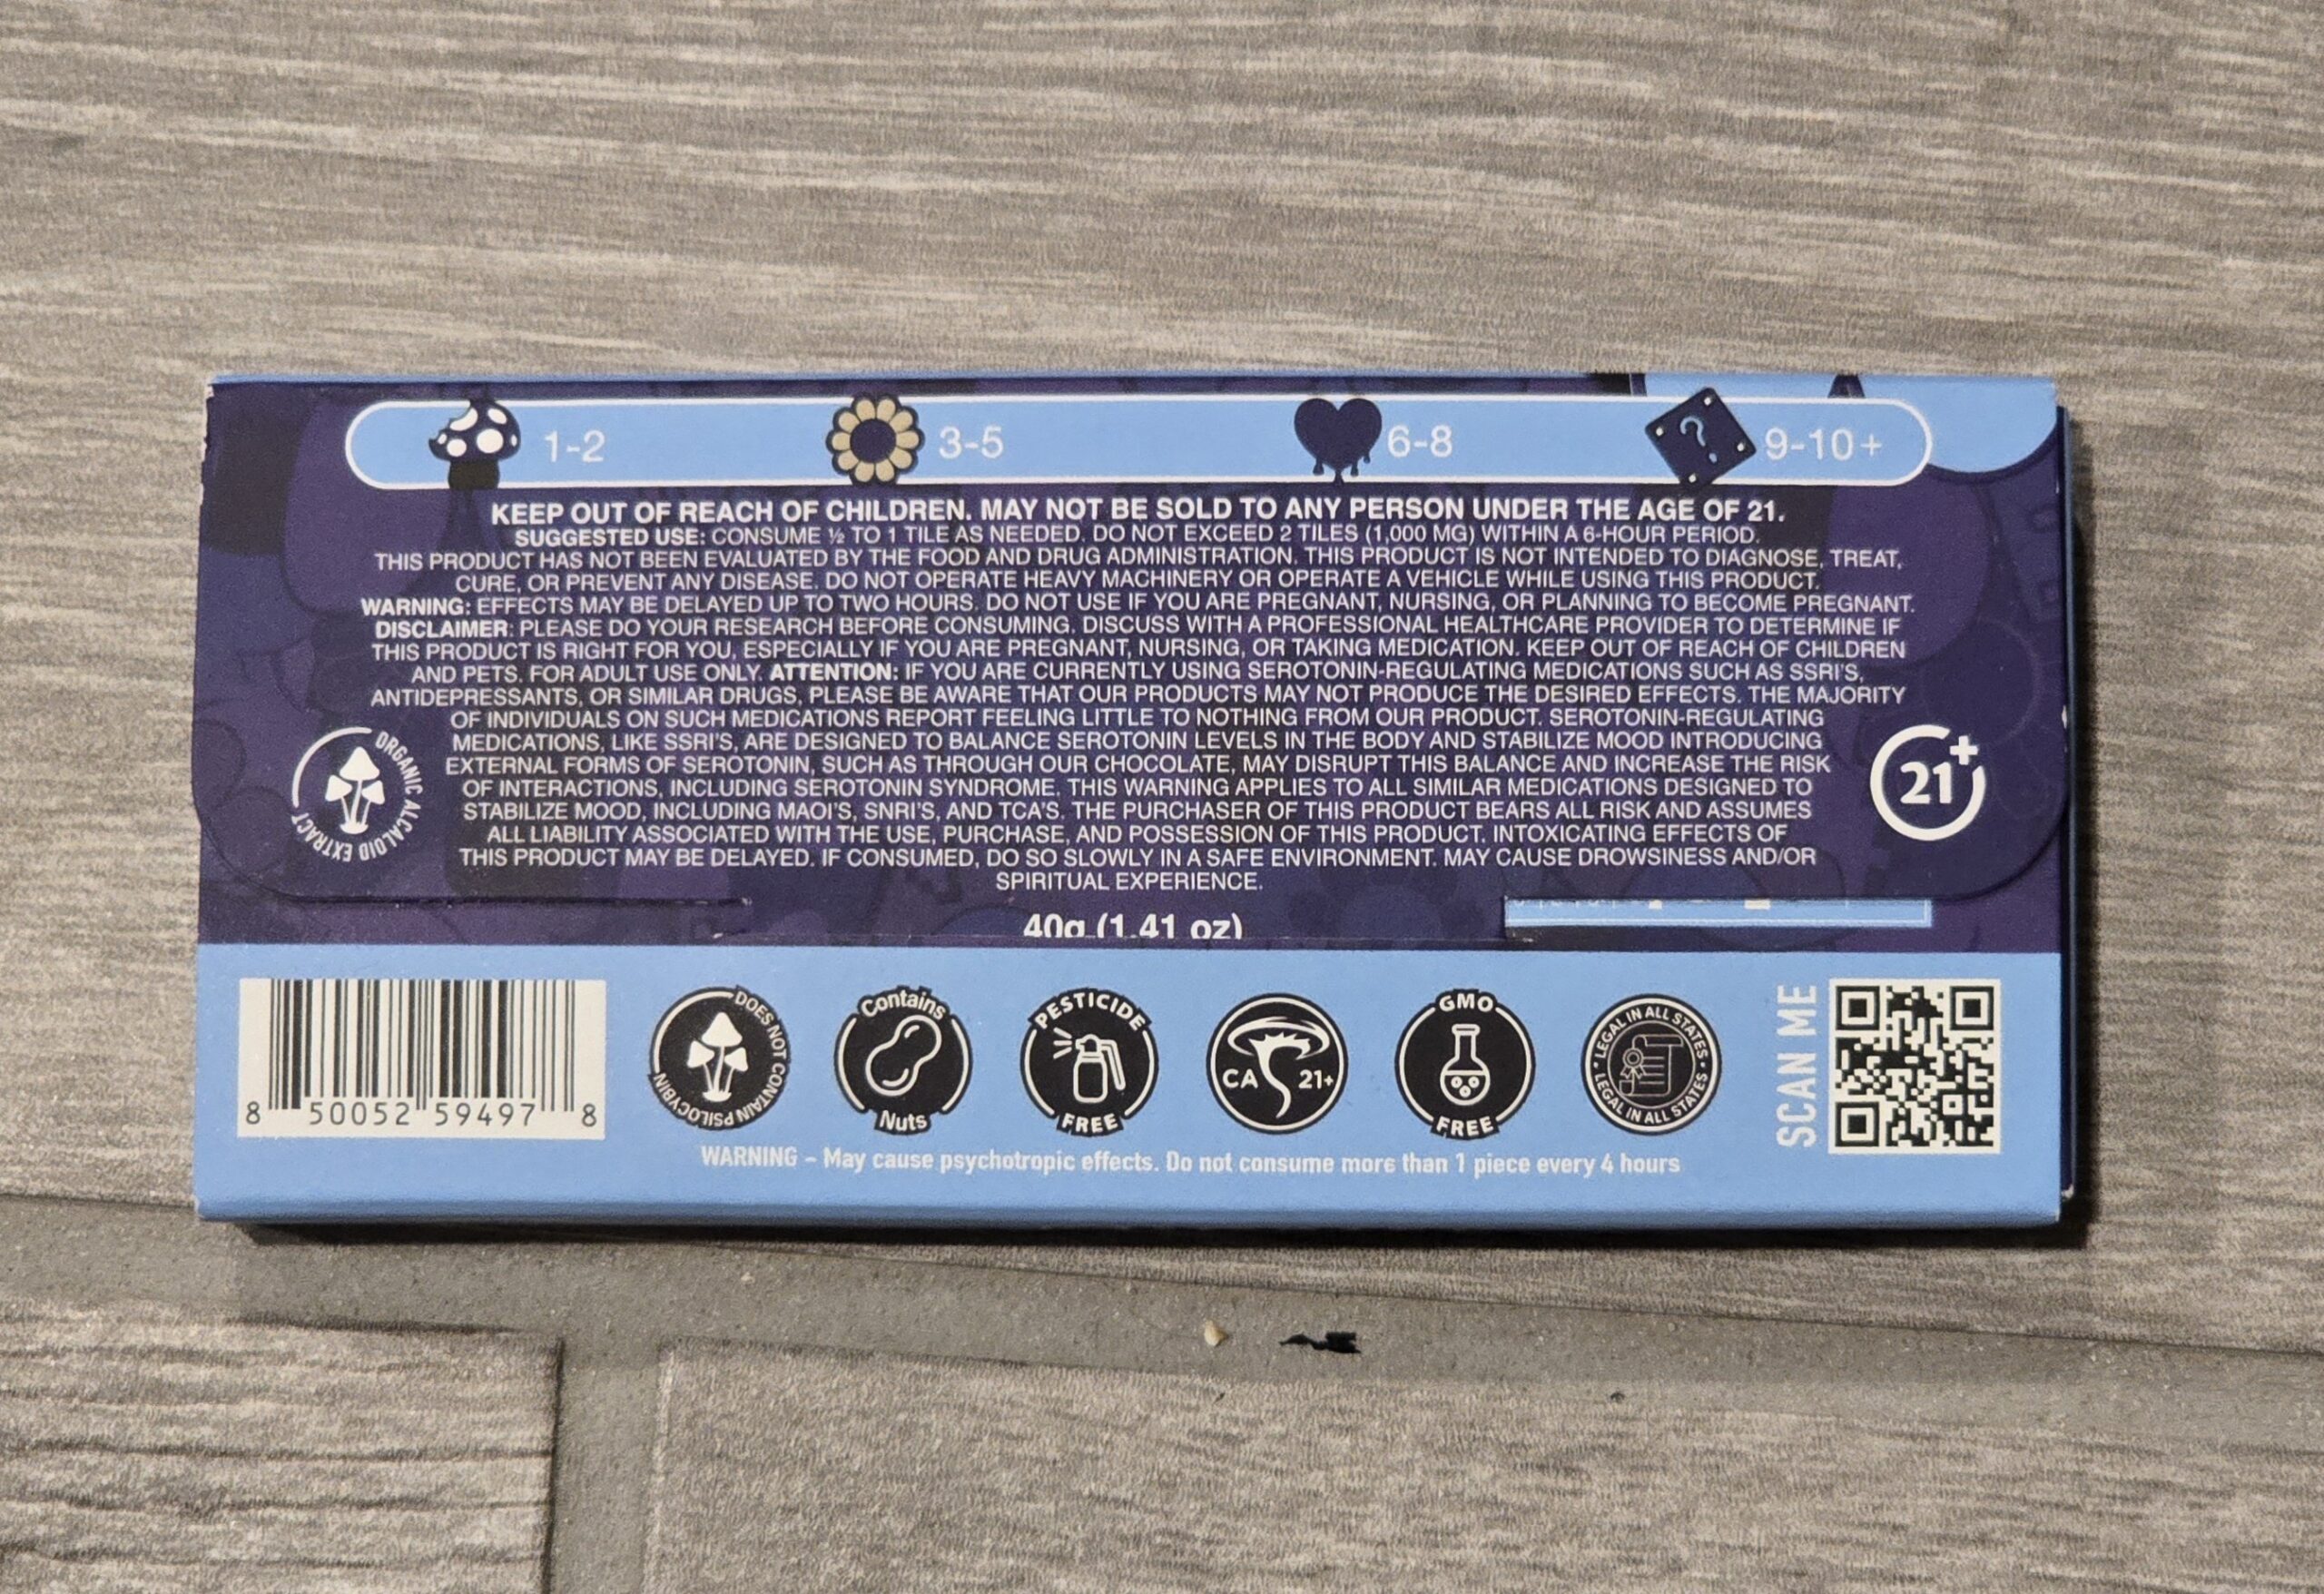 1-2
3-5
?
6-8
9-10+
KEEP OUT OF REACH OF CHILDREN. MAY NOT BE SOLD TO ANY PERSON UNDER THE AGE OF 21.
SUGGESTED USE: CONSUME ½ TO 1 TILE AS NEEDED. DO NOT EXCEED 2 TILES (1,000 MG) WITHIN A 6-HOUR PERIOD.
THIS PRODUCT HAS NOT BEEN EVALUATED BY THE FOOD AND DRUG ADMINISTRATION. THIS PRODUCT IS NOT INTENDED TO DIAGNOSE, TREAT,
CURE, OR PREVENT ANY DISEASE. DO NOT OPERATE HEAVY MACHINERY OR OPERATE A VEHICLE WHILE USING THIS PRODUCT.
WARNING: EFFECTS MAY BE DELAYED UP TO TWO HOURS. DO NOT USE IF YOU ARE PREGNANT, NURSING, OR PLANNING TO BECOME PREGNANT.
DISCLAIMER: PLEASE DO YOUR RESEARCH BEFORE CONSUMING. DISCUSS WITH A PROFESSIONAL HEALTHCARE PROVIDER TO DETERMINE IF
THIS PRODUCT IS RIGHT FOR YOU, ESPECIALLY IF YOU ARE PREGNANT, NURSING, OR TAKING MEDICATION. KEEP OUT OF REACH OF CHILDREN
AND PETS. FOR ADULT USE ONLY. ATTENTION: IF YOU ARE CURRENTLY USING SEROTONIN-REGULATING MEDICATIONS SUCH AS SSRI'S,
ANTIDEPRESSANTS, OR SIMILAR DRUGS, PLEASE BE AWARE THAT OUR PRODUCTS MAY NOT PRODUCE THE DESIRED EFFECTS. THE MAJORITY
OF INDIVIDUALS ON SUCH MEDICATIONS REPORT FEELING LITTLE TO NOTHING FROM OUR PRODUCT. SEROTONIN-REGULATING
MEDICATIONS, LIKE SSRI'S, ARE DESIGNED TO BALANCE SEROTONIN LEVELS IN THE BODY AND STABILIZE MOOD INTRODUCING
EXTERNAL FORMS OF SEROTONIN, SUCH AS THROUGH OUR CHOCOLATE, MAY DISRUPT THIS BALANCE AND INCREASE THE RISK
OF INTERACTIONS, INCLUDING SEROTONIN SYNDROME. THIS WARNING APPLIES TO ALL SIMILAR MEDICATIONS DESIGNED TO
STABILIZE MOOD, INCLUDING MAOI'S, SNRI'S, AND TCA'S. THE PURCHASER OF THIS PRODUCT BEARS ALL RISK AND ASSUMES
ALL LIABILITY ASSOCIATED WITH THE USE, PURCHASE, AND POSSESSION OF THIS PRODUCT. INTOXICATING EFFECTS OF
THIS PRODUCT MAY BE DELAYED. IF CONSUMED, DO SO SLOWLY IN A SAFE ENVIRONMENT. MAY CAUSE DROWSINESS AND/OR
SPIRITUAL EXPERIENCE.
ORGANIC ALCALOID EXTRACT
21+
40g (1.41 oz)
8 50052 59497 8
DOES NOT CONTAIN PSILOCYBIN
Contains
Nuts
PESTICIDE
FREE
CA 21+
GMO
FREE
LEGAL IN ALL STATES
LEGAL IN ALL STATES
SCAN ME
WARNING – May cause psychotropic effects. Do not consume more than 1 piece every 4 hours